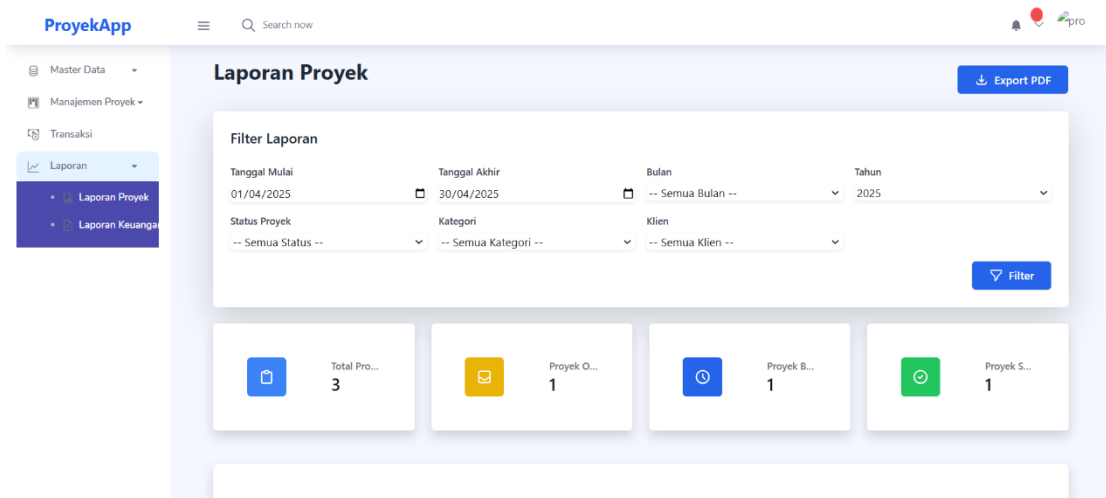 ProyekApp
Search now
pro
Master Data
Manajemen Proyek
Transaksi
Laporan
Laporan Proyek
Laporan Keuangan
Laporan Proyek
Export PDF
Filter Laporan
Tanggal Mulai
Tanggal Akhir
Bulan
Tahun
01/04/2025
30/04/2025
-- Semua Bulan --
2025
Status Proyek
Kategori
Klien
-- Semua Status --
-- Semua Kategori --
-- Semua Klien --
Filter
Total Pro...
3
Proyek O...
1
Proyek B...
1
Proyek S...
1